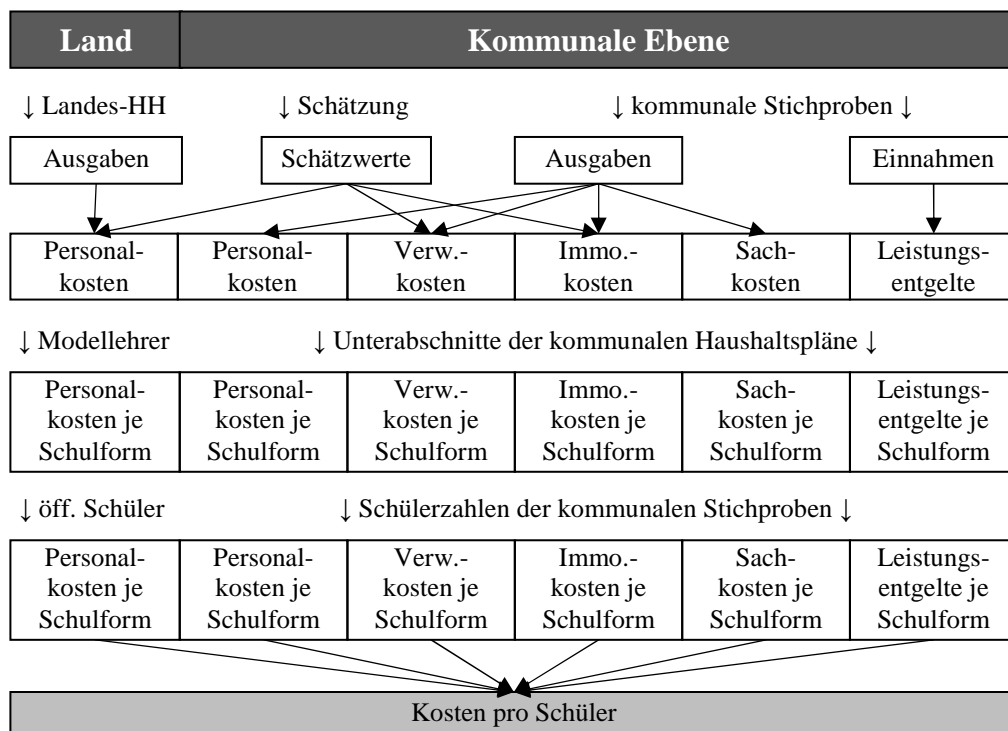 Land Kommunale Ebene
↓ Landes-HH ↓ Schätzung ↓ kommunale Stichproben ↓
Ausgaben Schätzwerte Ausgaben Einnahmen
Personal- Personal- Verw.- Immo.- Sach- Leistungs-
kosten kosten kosten kosten kosten entgelte
↓ Modellehrer ↓ Unterabschnitte der kommunalen Haushaltspläne ↓
Personal- Personal- Verw.- Immo.- Sach- Leistungs-
kosten je kosten je kosten je kosten je kosten je entgelte je
Schulform Schulform Schulform Schulform Schulform Schulform
↓ öff. Schüler ↓ Schülerzahlen der kommunalen Stichproben ↓
Personal- Personal- Verw.- Immo.- Sach- Leistungs-
kosten je kosten je kosten je kosten je kosten je entgelte je
Schulform Schulform Schulform Schulform Schulform Schulform
Kosten pro Schüler